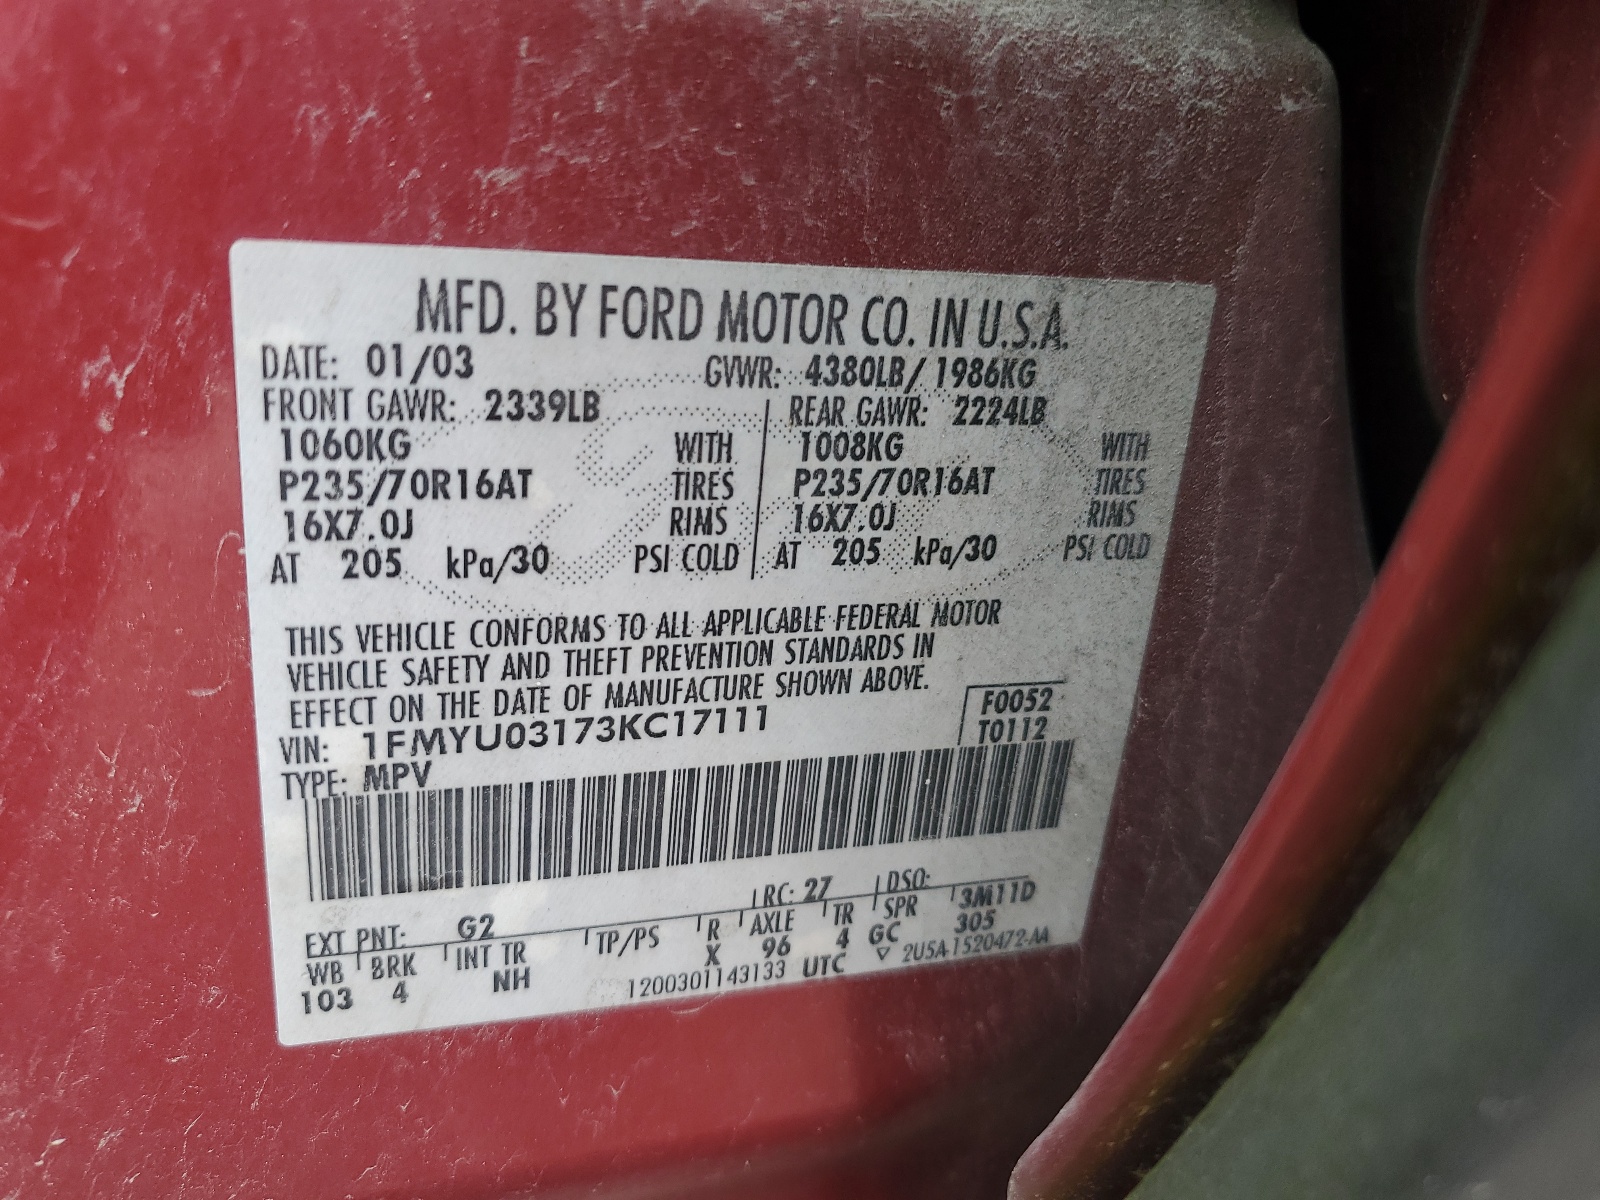 MFD. BY FORD MOTOR CO. IN U.S.A.
DATE: 01/03 GVWR: 4380LB/ 1986KG
FRONT GAWR: 2339LB REAR GAWR: 2224LB
1060KG WITH 1008KG WITH
P235/70R16AT TIRES P235/70R16AT TIRES
16X7.0J RIMS 16X7.0J RIMS
AT 205 kPa/30 PSI COLD AT 205 kPa/30 PSI COLD
THIS VEHICLE CONFORMS TO ALL APPLICABLE FEDERAL MOTOR
VEHICLE SAFETY AND THEFT PREVENTION STANDARDS IN
EFFECT ON THE DATE OF MANUFACTURE SHOWN ABOVE.
VIN: 1FMYU03173KC17111 F0052
TYPE: MPV T0112
EXT PNT: G2 RC: 27 DSO:
WB BRK INT TR TP/PS R AXLE TR SPR 3M11D
103 4 NH X 96 4 GC 305
1200301143133 UTC ▽ 2U5A-1520472-AA